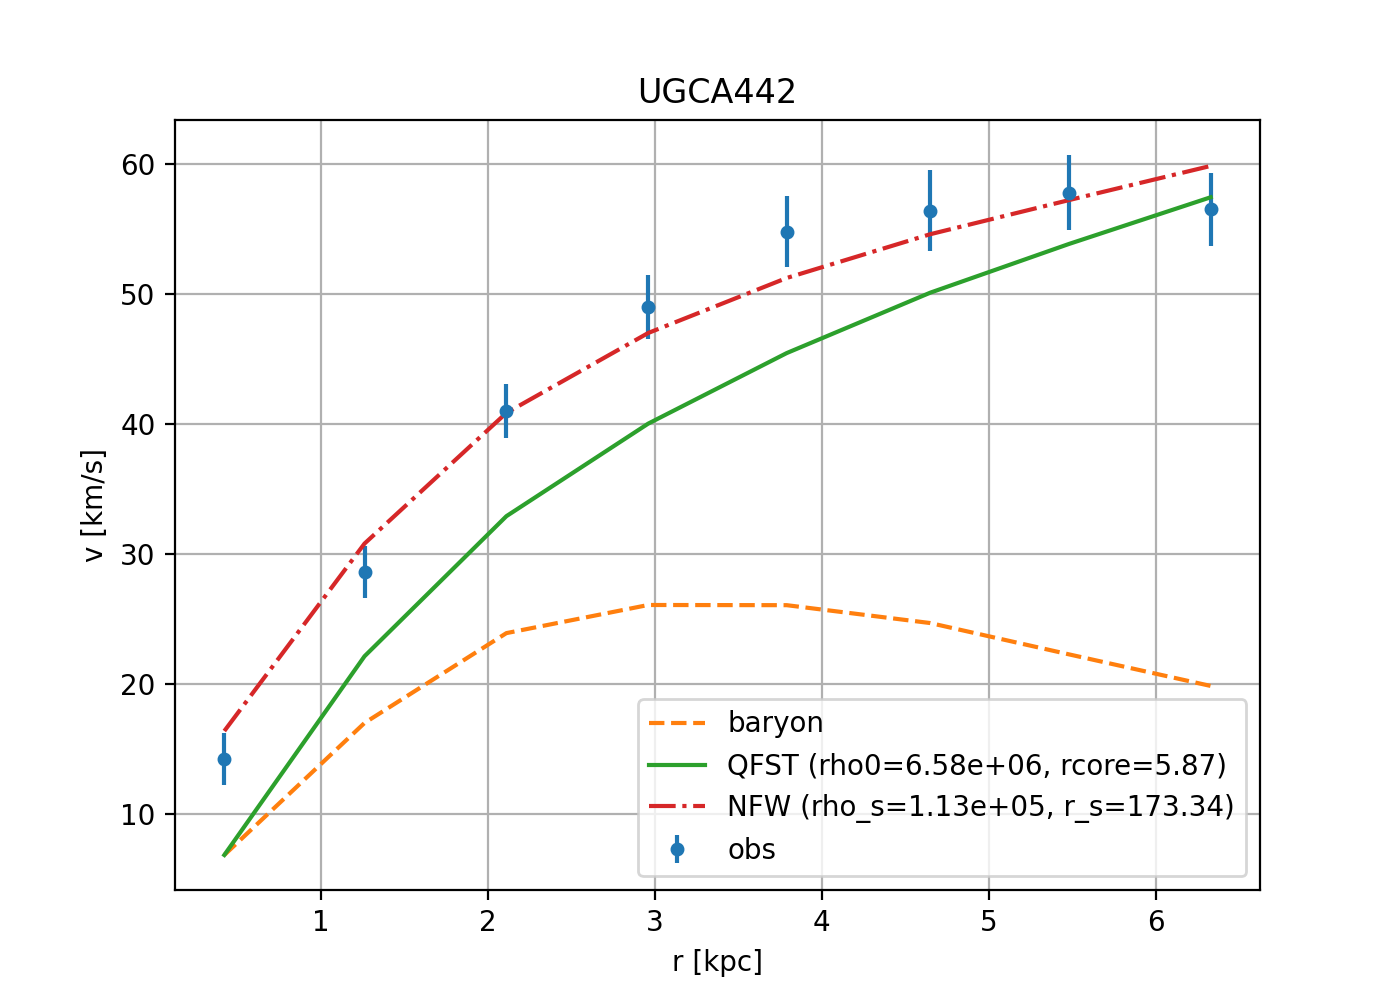 UGCA442
v [km/s]
60
50
40
30
20
10
baryon
QFST (rho0=6.58e+06, rcore=5.87)
NFW (rho_s=1.13e+05, r_s=173.34)
obs
1 2 3 4 5 6
r [kpc]